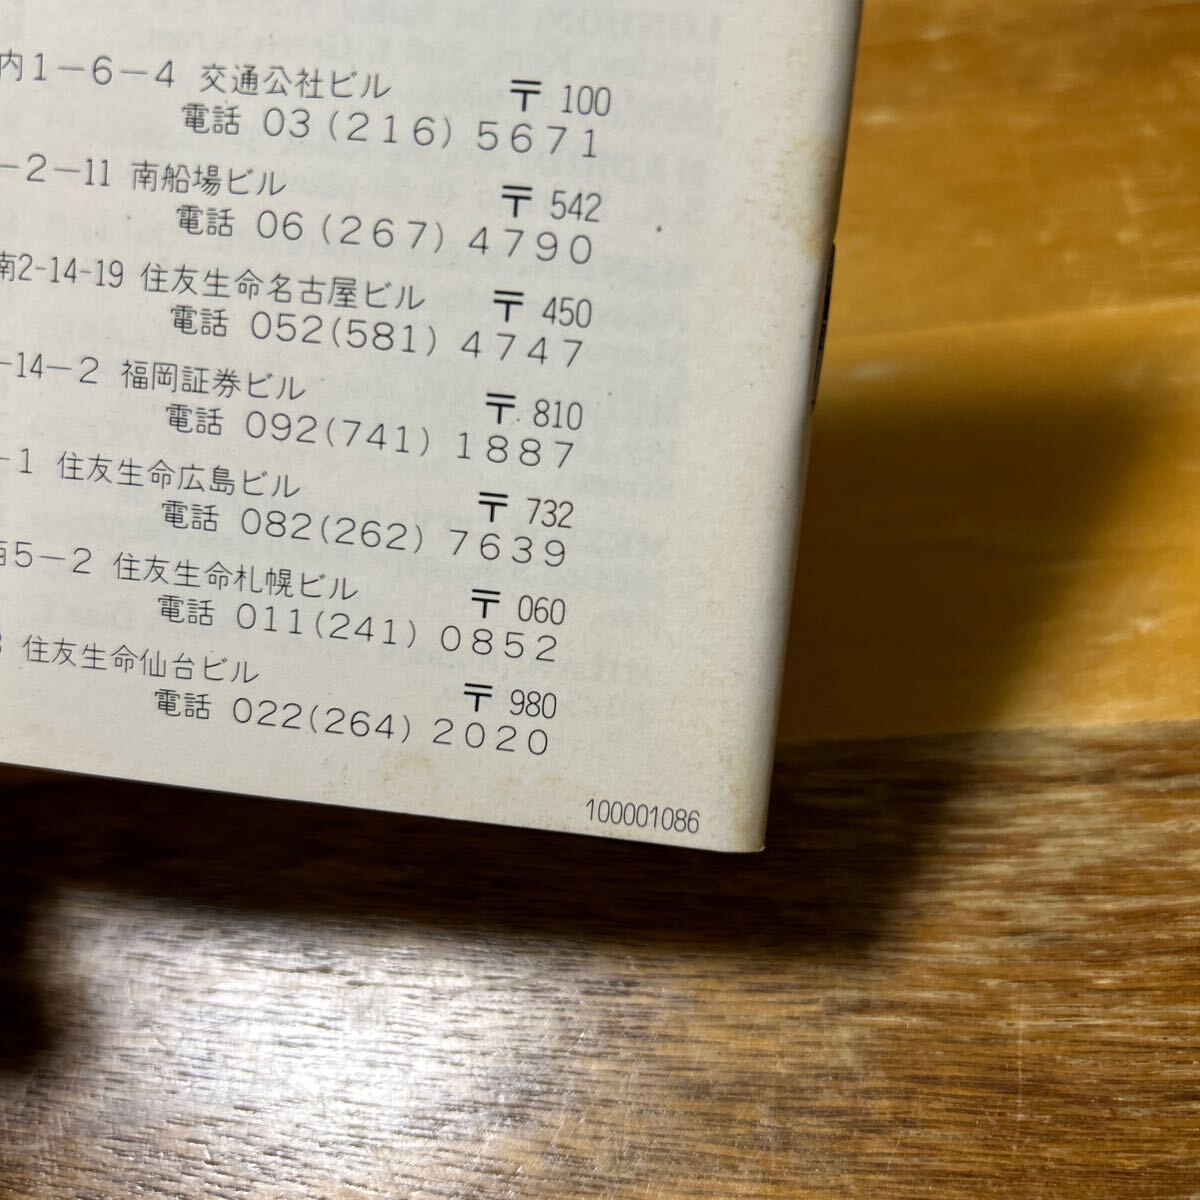 内1-6-4 交通公社ビル 〒100
電話 03(216)5671
-2-11 南船場ビル 〒542
電話 06(267)4790
南2-14-19 住友生命名古屋ビル 〒450
電話 052(581)4747
-14-2 福岡証券ビル 〒810
電話 092(741)1887
-1 住友生命広島ビル 〒732
電話 082(262)7639
西5-2 住友生命札幌ビル 〒060
電話 011(241)0852
3 住友生命仙台ビル 〒980
電話 022(264)2020
100001086